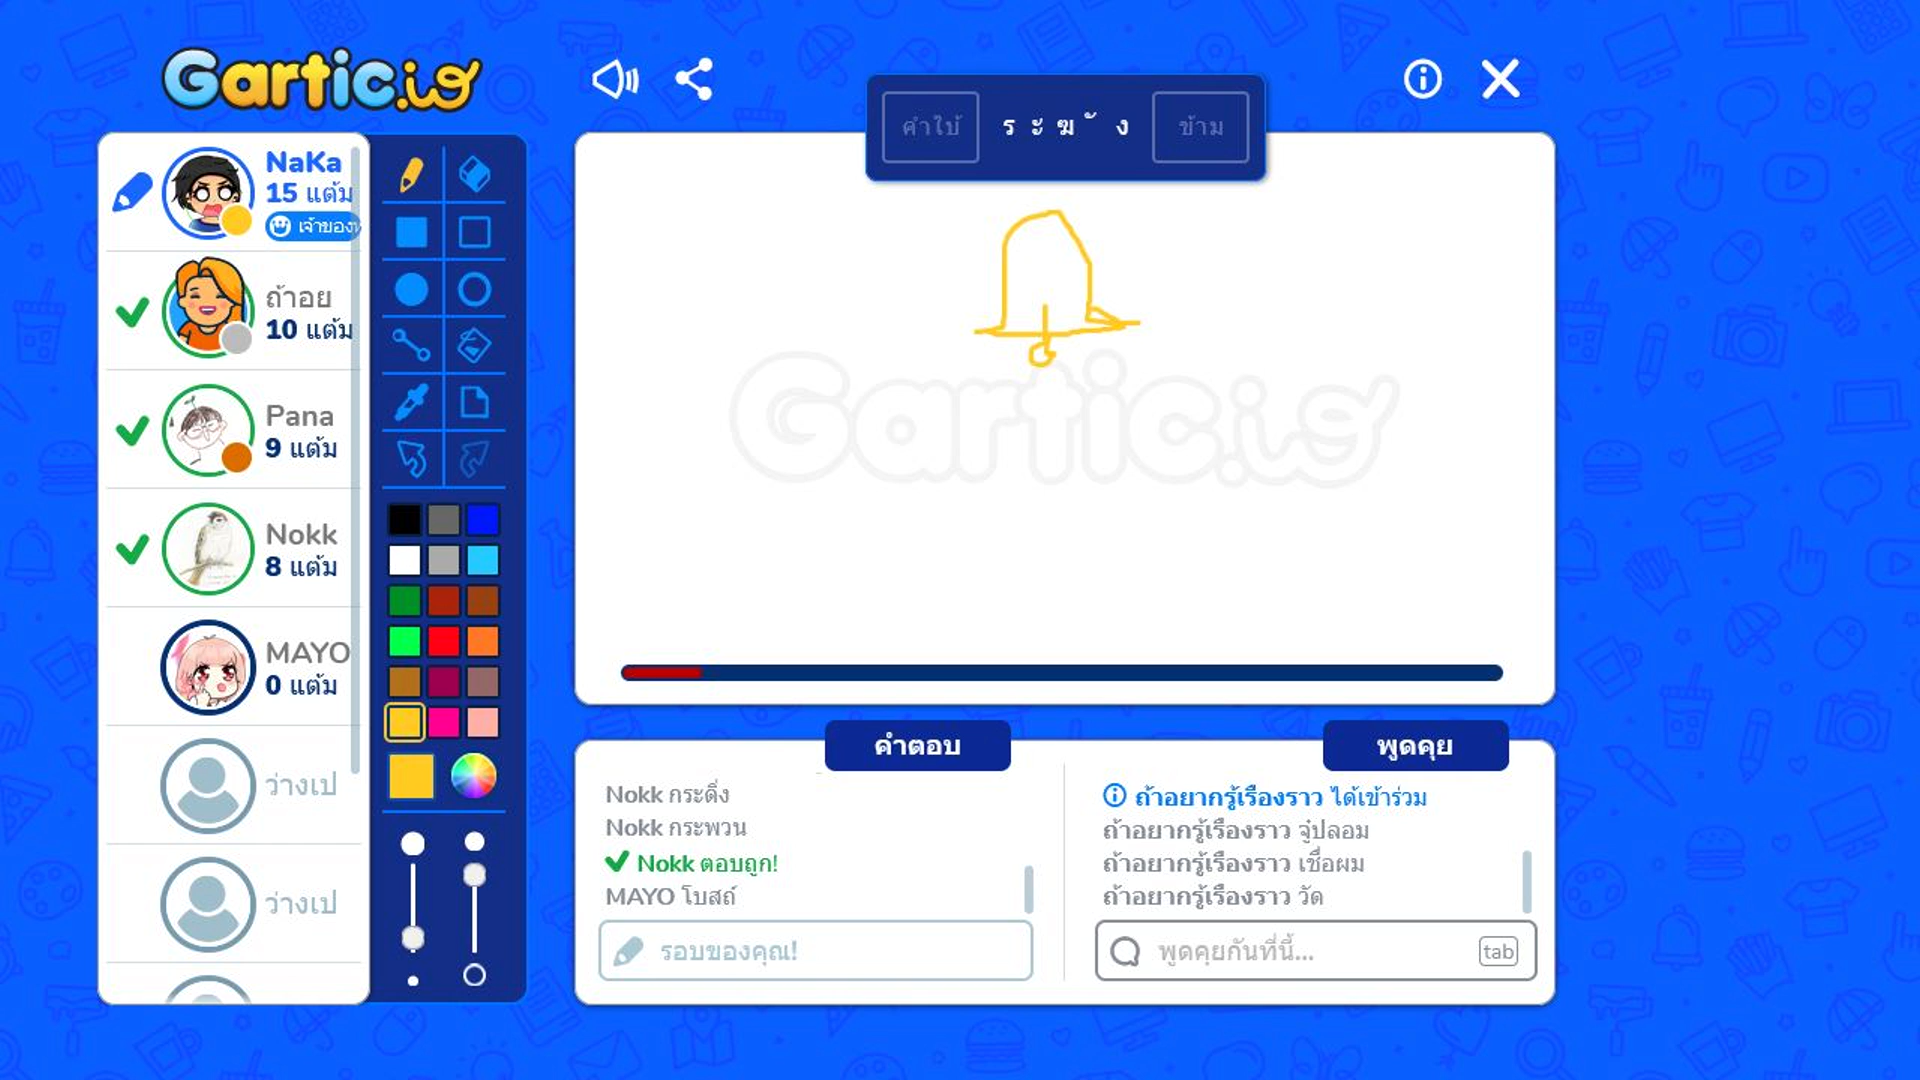 Gartic.io
คำใบ้
ระฆัง
ข้าม
NaKa
15 แต้ม
ถ้าอย
10 แต้ม
Pana
9 แต้ม
Nokk
8 แต้ม
MAYO
0 แต้ม
ว่างเป
ว่างเป
Gartic.io
คำตอบ
Nokk กระดิ่ง
Nokk กระพวน
Nokk ตอบถูก!
MAYO โบสถ์
รอบของคุณ!
พูดคุย
ถ้าอยากรู้เรื่องราว ได้เข้าร่วม
ถ้าอยากรู้เรื่องราว จู๋ปลอม
ถ้าอยากรู้เรื่องราว เชื่อผม
ถ้าอยากรู้เรื่องราว วัด
พูดคุยกันที่นี้...
tab